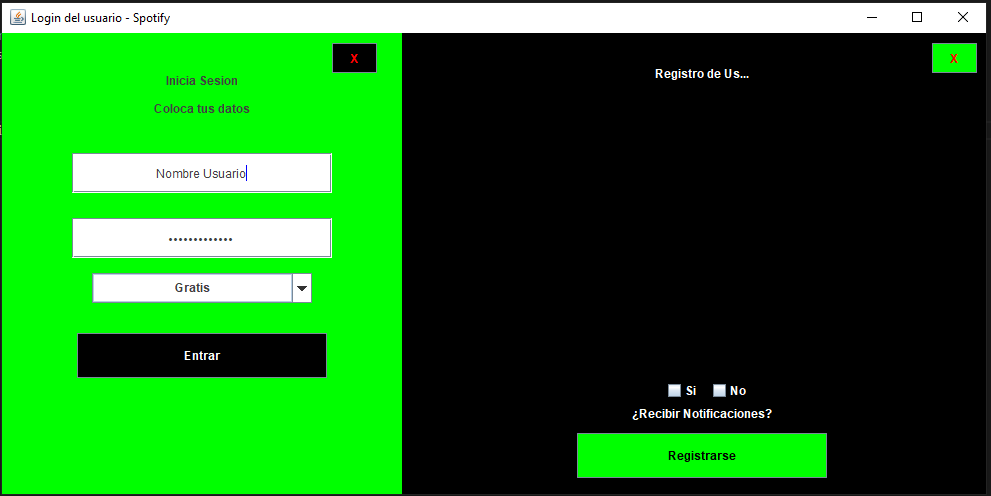 Login del usuario - Spotify
X
Inicia Sesion
Coloca tus datos
Nombre Usuario
•••••••••••••
Gratis
Entrar
X
Registro de Us...
Si
No
¿Recibir Notificaciones?
Registrarse